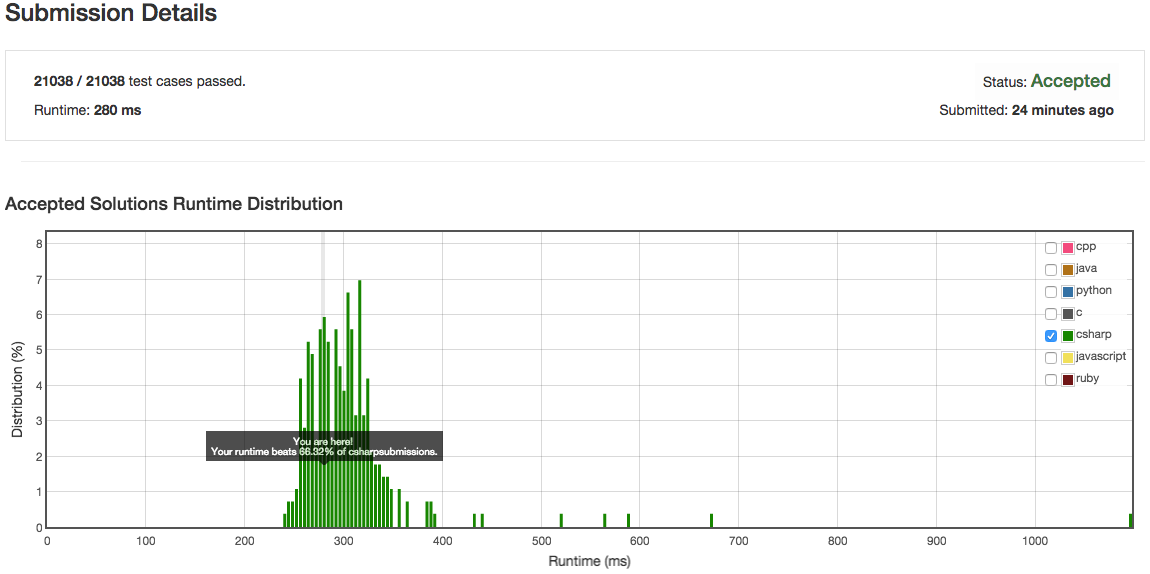 Submission Details
21038 / 21038 test cases passed.
Status: Accepted
Runtime: 280 ms
Submitted: 24 minutes ago
Accepted Solutions Runtime Distribution
8
7
6
5
4
3
2
1
0
Distribution (%)
cpp
java
python
c
csharp
javascript
ruby
You are here!
Your runtime beats 66.32% of csharpsubmissions.
0 100 200 300 400 500 600 700 800 900 1000
Runtime (ms)